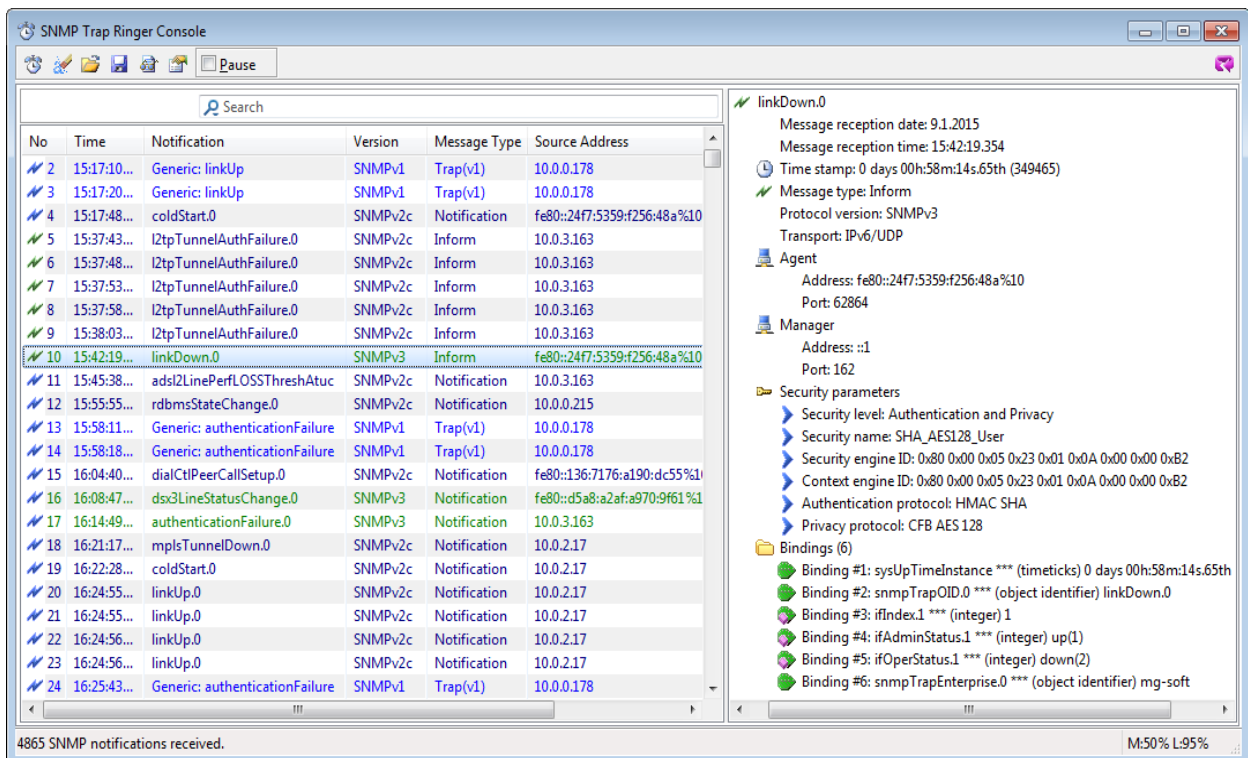 SNMP Trap Ringer Console
Pause
Search
No Time Notification Version Message Type Source Address
2 15:17:10... Generic: linkUp SNMPv1 Trap(v1) 10.0.0.178
3 15:17:20... Generic: linkUp SNMPv1 Trap(v1) 10.0.0.178
4 15:17:48... coldStart.0 SNMPv2c Notification fe80::24f7:5359:f256:48a%10
5 15:37:43... l2tpTunnelAuthFailure.0 SNMPv2c Inform 10.0.3.163
6 15:37:48... l2tpTunnelAuthFailure.0 SNMPv2c Inform 10.0.3.163
7 15:37:53... l2tpTunnelAuthFailure.0 SNMPv2c Inform 10.0.3.163
8 15:37:58... l2tpTunnelAuthFailure.0 SNMPv2c Inform 10.0.3.163
9 15:38:03... l2tpTunnelAuthFailure.0 SNMPv2c Inform 10.0.3.163
10 15:42:19... linkDown.0 SNMPv3 Inform fe80::24f7:5359:f256:48a%10
11 15:45:38... adsl2LinePerfLOSSThreshAtuc SNMPv2c Notification 10.0.3.163
12 15:55:55... rdbmsStateChange.0 SNMPv2c Notification 10.0.0.215
13 15:58:11... Generic: authenticationFailure SNMPv1 Trap(v1) 10.0.0.178
14 15:58:18... Generic: authenticationFailure SNMPv1 Trap(v1) 10.0.0.178
15 16:04:40... dialCtlPeerCallSetup.0 SNMPv2c Notification fe80::136:7176:a190:dc55%1
16 16:08:47... dsx3LineStatusChange.0 SNMPv3 Notification fe80::d5a8:a2af:a970:9f61%1
17 16:14:49... authenticationFailure.0 SNMPv3 Notification 10.0.3.163
18 16:21:17... mplsTunnelDown.0 SNMPv2c Notification 10.0.2.17
19 16:22:28... coldStart.0 SNMPv2c Notification 10.0.2.17
20 16:24:55... linkUp.0 SNMPv2c Notification 10.0.2.17
21 16:24:55... linkUp.0 SNMPv2c Notification 10.0.2.17
22 16:24:56... linkUp.0 SNMPv2c Notification 10.0.2.17
23 16:24:56... linkUp.0 SNMPv2c Notification 10.0.2.17
24 16:25:43... Generic: authenticationFailure SNMPv1 Trap(v1) 10.0.0.178
linkDown.0
Message reception date: 9.1.2015
Message reception time: 15:42:19.354
Time stamp: 0 days 00h:58m:14s.65th (349465)
Message type: Inform
Protocol version: SNMPv3
Transport: IPv6/UDP
Agent
Address: fe80::24f7:5359:f256:48a%10
Port: 62864
Manager
Address: ::1
Port: 162
Security parameters
Security level: Authentication and Privacy
Security name: SHA_AES128_User
Security engine ID: 0x80 0x00 0x05 0x23 0x01 0x0A 0x00 0x00 0xB2
Context engine ID: 0x80 0x00 0x05 0x23 0x01 0x0A 0x00 0x00 0xB2
Authentication protocol: HMAC SHA
Privacy protocol: CFB AES 128
Bindings (6)
Binding #1: sysUpTimeInstance *** (timeticks) 0 days 00h:58m:14s.65th
Binding #2: snmpTrapOID.0 *** (object identifier) linkDown.0
Binding #3: ifIndex.1 *** (integer) 1
Binding #4: ifAdminStatus.1 *** (integer) up(1)
Binding #5: ifOperStatus.1 *** (integer) down(2)
Binding #6: snmpTrapEnterprise.0 *** (object identifier) mg-soft
4865 SNMP notifications received.
M:50% L:95%